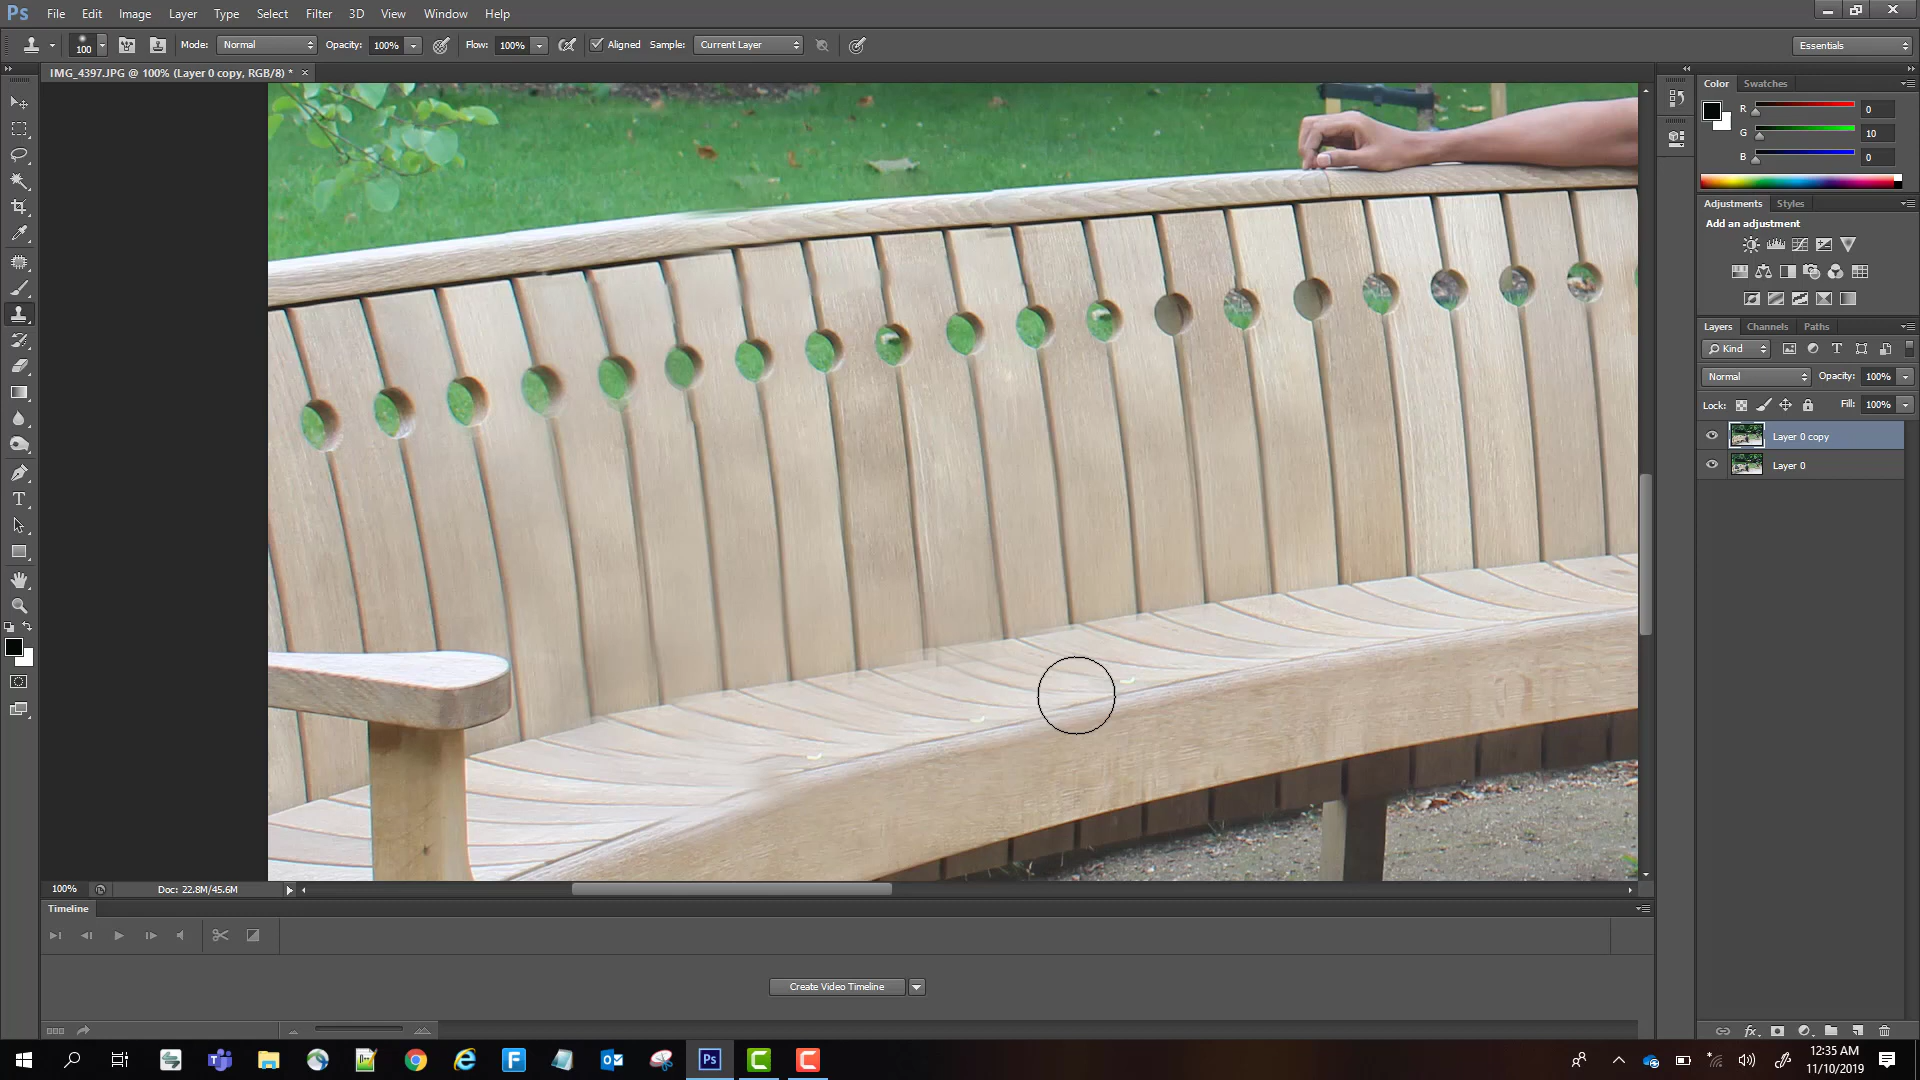 Ps File Edit Image Layer Type Select Filter 3D View Window Help
100 Mode: Normal Opacity: 100% Flow: 100% Aligned Sample: Current Layer Essentials
IMG_4397.JPG @ 100% (Layer 0 copy, RGB/8) * ×
Color Swatches
R 0
G 10
B 0
Adjustments Styles
Add an adjustment
Layers Channels Paths
Kind
Normal Opacity: 100%
Lock: Fill: 100%
Layer 0 copy
Layer 0
100% Doc: 22.8M/45.6M
Timeline
Create Video Timeline
fx
12:35 AM
11/10/2019